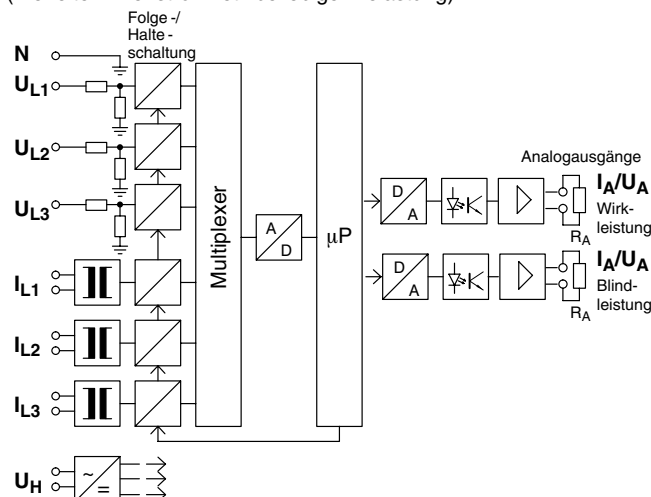 Folge -/
Halte -
schaltung
N
UL1
UL2
UL3
IL1
IL2
IL3
UH
~
=
Multiplexer
A
D
µP
D
A
D
A
Analogausgänge
IA/UA
Wirk-
leistung
RA
IA/UA
Blind-
leistung
RA